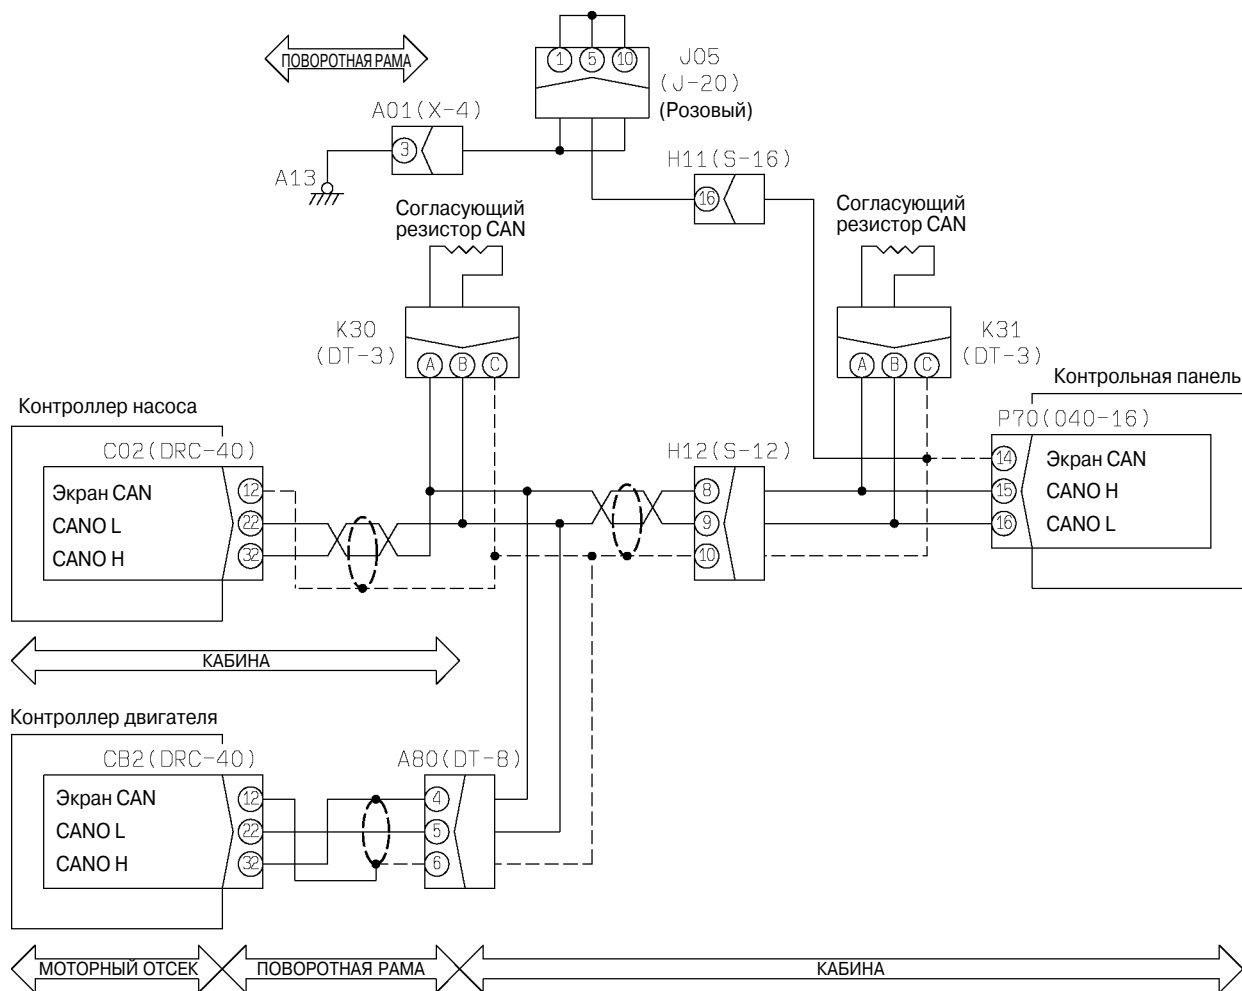 ПОВОРОТНАЯ РАМА
1 5 10
J05
(J-20)
(Розовый)
A01(X-4)
3
A13
H11(S-16)
16
Согласующий
резистор CAN
Согласующий
резистор CAN
K30
(DT-3)
A B C
K31
(DT-3)
A B C
Контрольная панель
P70(040-16)
14 Экран CAN
15 CANO H
16 CANO L
Контроллер насоса
C02(DRC-40)
Экран CAN 12
CANO L 22
CANO H 32
H12(S-12)
8
9
10
КАБИНА
Контроллер двигателя
CB2(DRC-40)
Экран CAN 12
CANO L 22
CANO H 32
A80(DT-8)
4
5
6
МОТОРНЫЙ ОТСЕК
ПОВОРОТНАЯ РАМА
КАБИНА